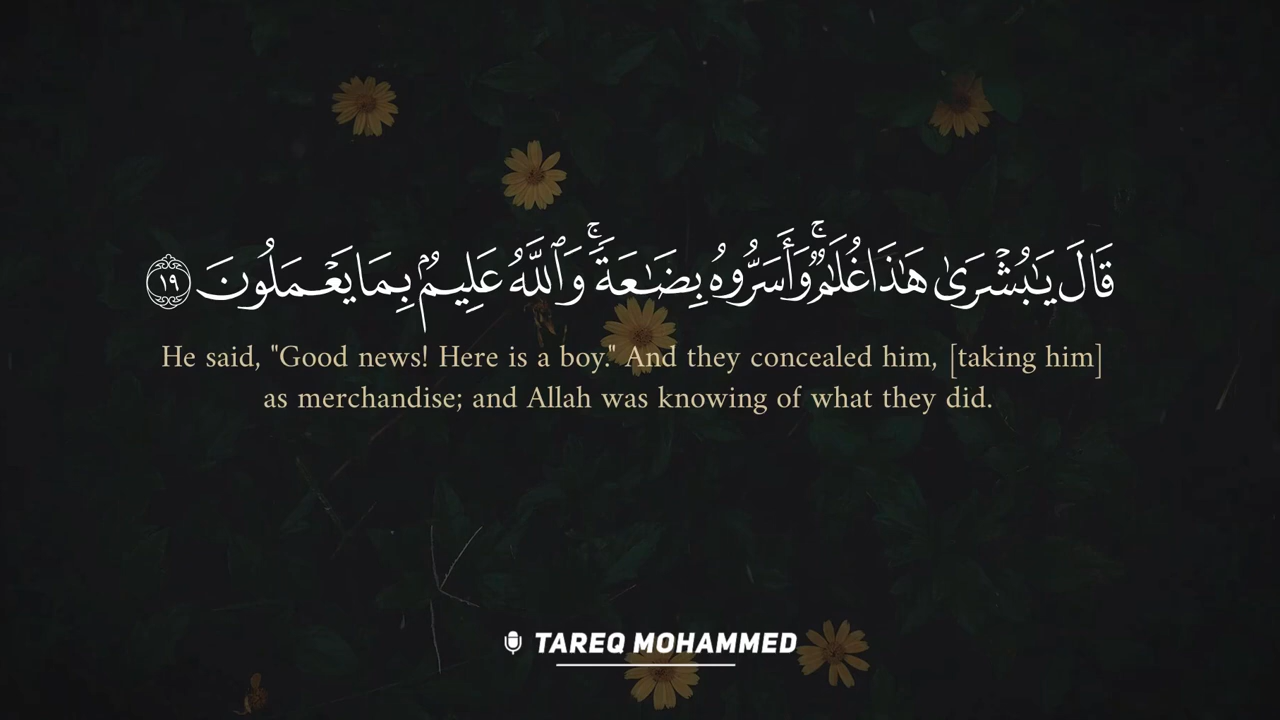 قَالَ يَـٰبُشْرَىٰ هَـٰذَا غُلَـٰمٌ ۚ وَأَسَرُّوهُ بِضَـٰعَةً ۚ وَٱللَّهُ عَلِيمٌۢ بِمَا يَعْمَلُونَ ١٩
He said, "Good news! Here is a boy." And they concealed him, [taking him]
as merchandise; and Allah was knowing of what they did.
TAREQ MOHAMMED